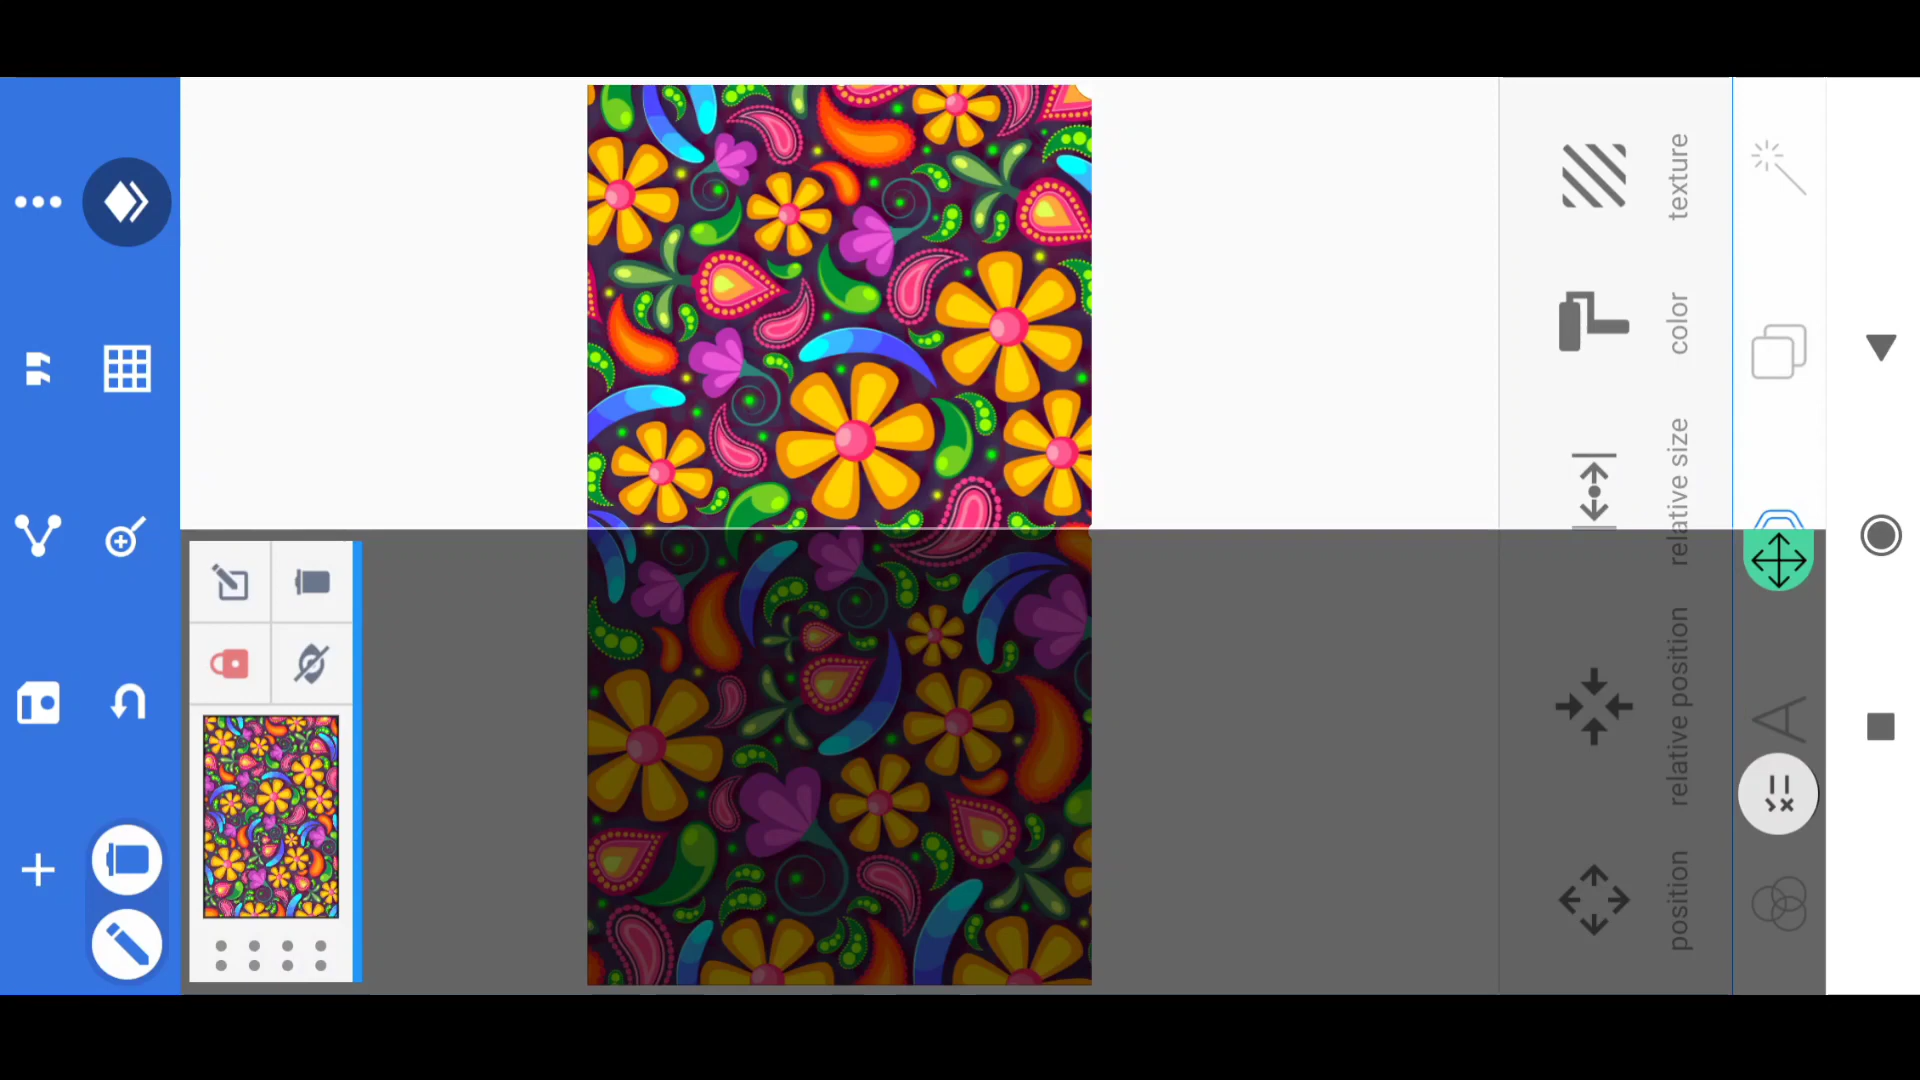 texture
color
relative size
relative position
position